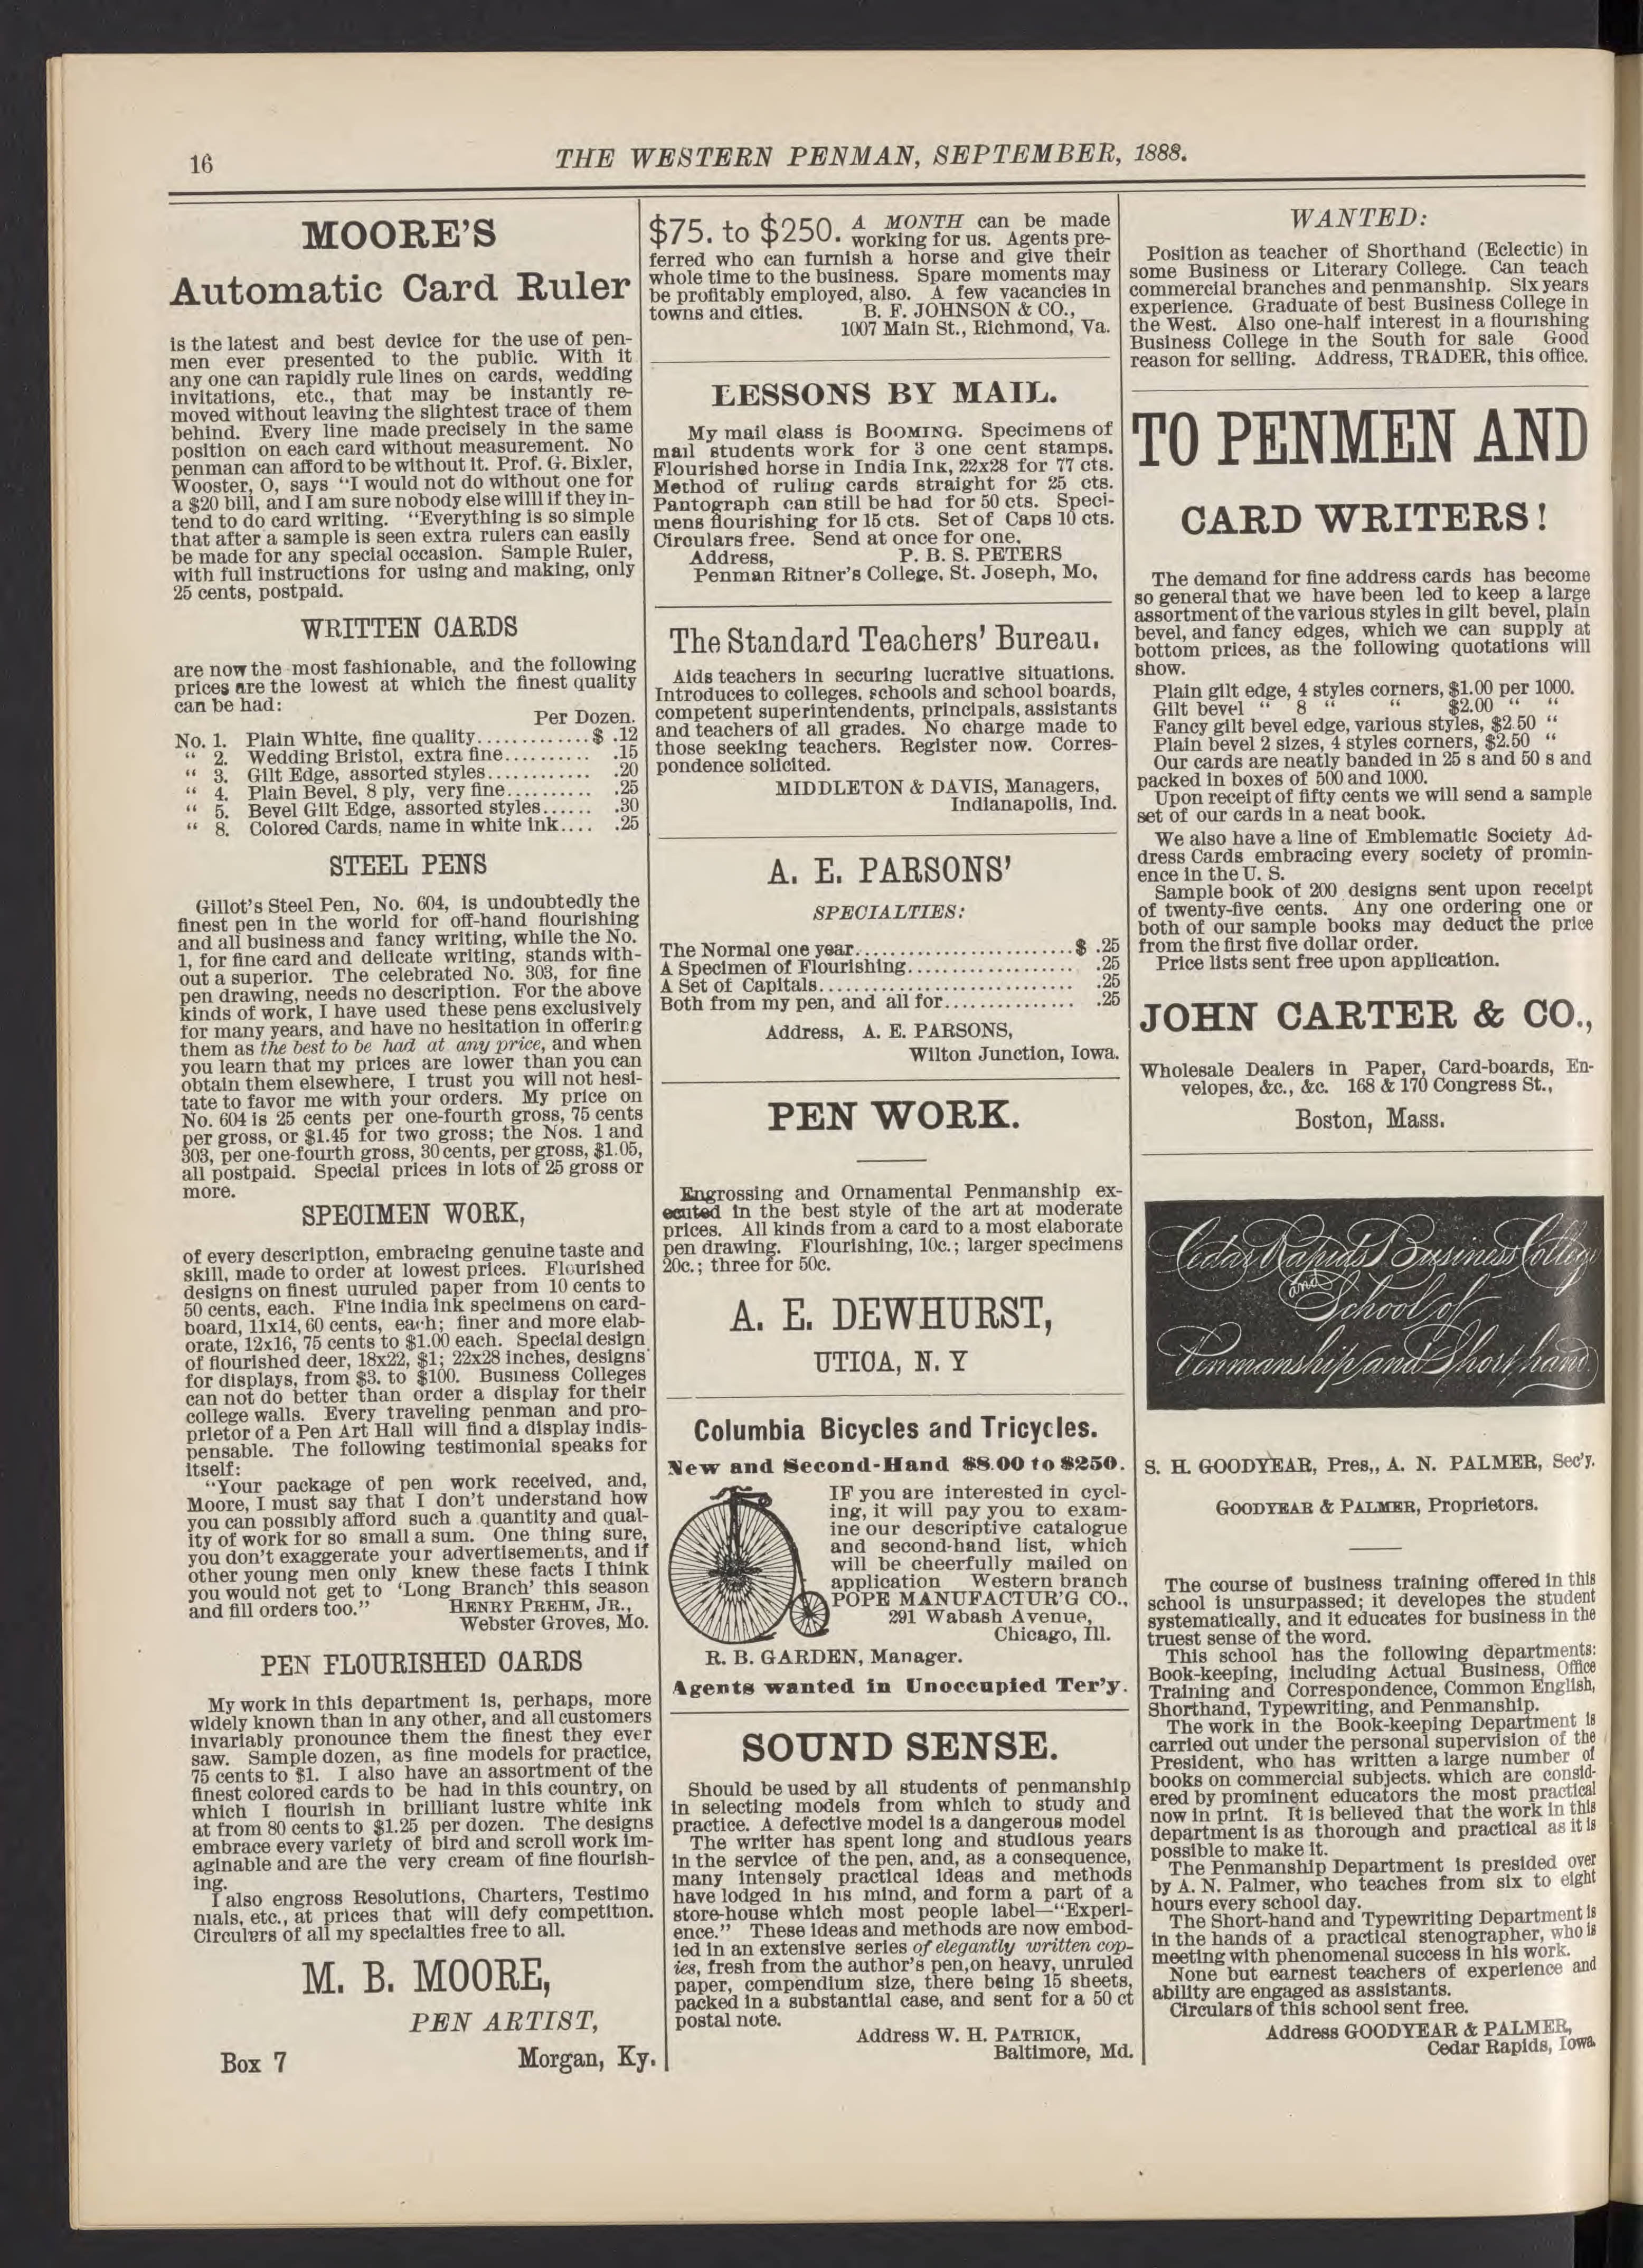 16
THE WESTERN PENMAN, SEPTEMBER, 1888.
MOORE'S
Automatic Card Ruler
is the latest and best device for the use of pen-
men ever presented to the public. With it
any one can rapidly rule lines on cards, wedding
invitations, etc., that may be instantly re-
moved without leaving the slightest trace of them
behind. Every line made precisely in the same
position on each card without measurement. No
penman can afford to be without it. Prof. G. Bixler,
Wooster, O, says "I would not do without one for
a $20 bill, and I am sure nobody else willl if they in-
tend to do card writing. "Everything is so simple
that after a sample is seen extra rulers can easily
be made for any special occasion. Sample Ruler,
with full instructions for using and making, only
25 cents, postpaid.
WRITTEN CARDS
are now the most fashionable, and the following
prices are the lowest at which the finest quality
can be had:
Per Dozen.
No. 1. Plain White, fine quality.............$ .12
" 2. Wedding Bristol, extra fine.......... .15
" 3. Gilt Edge, assorted styles............ .20
" 4. Plain Bevel, 8 ply, very fine.......... .25
" 5. Bevel Gilt Edge, assorted styles...... .30
" 8. Colored Cards, name in white ink.... .25
STEEL PENS
Gillot's Steel Pen, No. 604, is undoubtedly the
finest pen in the world for off-hand flourishing
and all business and fancy writing, while the No.
1, for fine card and delicate writing, stands with-
out a superior. The celebrated No. 303, for fine
pen drawing, needs no description. For the above
kinds of work, I have used these pens exclusively
for many years, and have no hesitation in offering
them as the best to be had at any price, and when
you learn that my prices are lower than you can
obtain them elsewhere, I trust you will not hesi-
tate to favor me with your orders. My price on
No. 604 is 25 cents per one-fourth gross, 75 cents
per gross, or $1.45 for two gross; the Nos. 1 and
303, per one-fourth gross, 30 cents, per gross, $1.05,
all postpaid. Special prices in lots of 25 gross or
more.
SPECIMEN WORK,
of every description, embracing genuine taste and
skill, made to order at lowest prices. Flourished
designs on finest uuruled paper from 10 cents to
50 cents, each. Fine india ink specimens on card-
board, 11x14, 60 cents, each; finer and more elab-
orate, 12x16, 75 cents to $1.00 each. Special design
of flourished deer, 18x22, $1; 22x28 inches, designs
for displays, from $3. to $100. Business Colleges
can not do better than order a display for their
college walls. Every traveling penman and pro-
prietor of a Pen Art Hall will find a display indis-
pensable. The following testimonial speaks for
itself:
"Your package of pen work received, and,
Moore, I must say that I don't understand how
you can possibly afford such a quantity and qual-
ity of work for so small a sum. One thing sure,
you don't exaggerate your advertisements, and if
other young men only knew these facts I think
you would not get to 'Long Branch' this season
and fill orders too." HENRY PREHM, JR.,
Webster Groves, Mo.
PEN FLOURISHED CARDS
My work in this department is, perhaps, more
widely known than in any other, and all customers
invariably pronounce them the finest they ever
saw. Sample dozen, as fine models for practice,
75 cents to $1. I also have an assortment of the
finest colored cards to be had in this country, on
which I flourish in brilliant lustre white ink
at from 80 cents to $1.25 per dozen. The designs
embrace every variety of bird and scroll work im-
aginable and are the very cream of fine flourish-
ing.
I also engross Resolutions, Charters, Testimo
nials, etc., at prices that will defy competition.
Circulars of all my specialties free to all.
M. B. MOORE,
PEN ARTIST,
Box 7 Morgan, Ky.
$75. to $250. A MONTH can be made
working for us. Agents pre-
ferred who can furnish a horse and give their
whole time to the business. Spare moments may
be profitably employed, also. A few vacancies in
towns and cities. B. F. JOHNSON & CO.,
1007 Main St., Richmond, Va.
LESSONS BY MAIL.
My mail class is BOOMING. Specimens of
mail students work for 3 one cent stamps.
Flourished horse in India Ink, 22x28 for 77 cts.
Method of ruling cards straight for 25 cts.
Pantograph can still be had for 50 cts. Speci-
mens flourishing for 15 cts. Set of Caps 10 cts.
Circulars free. Send at once for one.
Address, P. B. S. PETERS
Penman Ritner's College, St. Joseph, Mo,
The Standard Teachers' Bureau.
Aids teachers in securing lucrative situations.
Introduces to colleges, schools and school boards,
competent superintendents, principals, assistants
and teachers of all grades. No charge made to
those seeking teachers. Register now. Corres-
pondence solicited.
MIDDLETON & DAVIS, Managers,
Indianapolis, Ind.
A. E. PARSONS'
SPECIALTIES:
The Normal one year..........................$ .25
A Specimen of Flourishing.................... .25
A Set of Capitals.............................. .25
Both from my pen, and all for................ .25
Address, A. E. PARSONS,
Wilton Junction, Iowa.
PEN WORK.
Engrossing and Ornamental Penmanship ex-
ecuted in the best style of the art at moderate
prices. All kinds from a card to a most elaborate
pen drawing. Flourishing, 10c.; larger specimens
20c.; three for 50c.
A. E. DEWHURST,
UTICA, N. Y
Columbia Bicycles and Tricycles.
New and Second-Hand $8.00 to $250.
IF you are interested in cycl-
ing, it will pay you to exam-
ine our descriptive catalogue
and second-hand list, which
will be cheerfully mailed on
application Western branch
POPE MANUFACTUR'G CO.,
291 Wabash Avenue,
Chicago, Ill.
R. B. GARDEN, Manager.
Agents wanted in Unoccupied Ter'y.
SOUND SENSE.
Should be used by all students of penmanship
in selecting models from which to study and
practice. A defective model is a dangerous model
The writer has spent long and studious years
in the service of the pen, and, as a consequence,
many intensely practical ideas and methods
have lodged in his mind, and form a part of a
store-house which most people label—"Experi-
ence." These ideas and methods are now embod-
ied in an extensive series of elegantly written cop-
ies, fresh from the author's pen, on heavy, unruled
paper, compendium size, there being 15 sheets,
packed in a substantial case, and sent for a 50 ct
postal note.
Address W. H. PATRICK,
Baltimore, Md.
WANTED:
Position as teacher of Shorthand (Eclectic) in
some Business or Literary College. Can teach
commercial branches and penmanship. Six years
experience. Graduate of best Business College in
the West. Also one-half interest in a flourishing
Business College in the South for sale Good
reason for selling. Address, TRADER, this office.
TO PENMEN AND
CARD WRITERS!
The demand for fine address cards has become
so general that we have been led to keep a large
assortment of the various styles in gilt bevel, plain
bevel, and fancy edges, which we can supply at
bottom prices, as the following quotations will
show.
Plain gilt edge, 4 styles corners, $1.00 per 1000.
Gilt bevel " 8 " " $2.00 " "
Fancy gilt bevel edge, various styles, $2.50 "
Plain bevel 2 sizes, 4 styles corners, $2.50 "
Our cards are neatly banded in 25 s and 50 s and
packed in boxes of 500 and 1000.
Upon receipt of fifty cents we will send a sample
set of our cards in a neat book.
We also have a line of Emblematic Society Ad-
dress Cards embracing every society of promin-
ence in the U. S.
Sample book of 200 designs sent upon receipt
of twenty-five cents. Any one ordering one or
both of our sample books may deduct the price
from the first five dollar order.
Price lists sent free upon application.
JOHN CARTER & CO.,
Wholesale Dealers in Paper, Card-boards, En-
velopes, &c., &c. 168 & 170 Congress St.,
Boston, Mass.
Cedar Rapids Business College
and
School of
Penmanship and Shorthand
S. H. GOODYEAR, Pres,, A. N. PALMER, Sec'y.
GOODYEAR & PALMER, Proprietors.
The course of business training offered in this
school is unsurpassed; it developes the student
systematically, and it educates for business in the
truest sense of the word.
This school has the following departments:
Book-keeping, including Actual Business, Office
Training and Correspondence, Common English,
Shorthand, Typewriting, and Penmanship.
The work in the Book-keeping Department is
carried out under the personal supervision of the
President, who has written a large number of
books on commercial subjects. which are consid-
ered by prominent educators the most practical
now in print. It is believed that the work in this
department is as thorough and practical as it is
possible to make it.
The Penmanship Department is presided over
by A. N. Palmer, who teaches from six to eight
hours every school day.
The Short-hand and Typewriting Department is
in the hands of a practical stenographer, who is
meeting with phenomenal success in his work.
None but earnest teachers of experience and
ability are engaged as assistants.
Circulars of this school sent free.
Address GOODYEAR & PALMER,
Cedar Rapids, Iowa